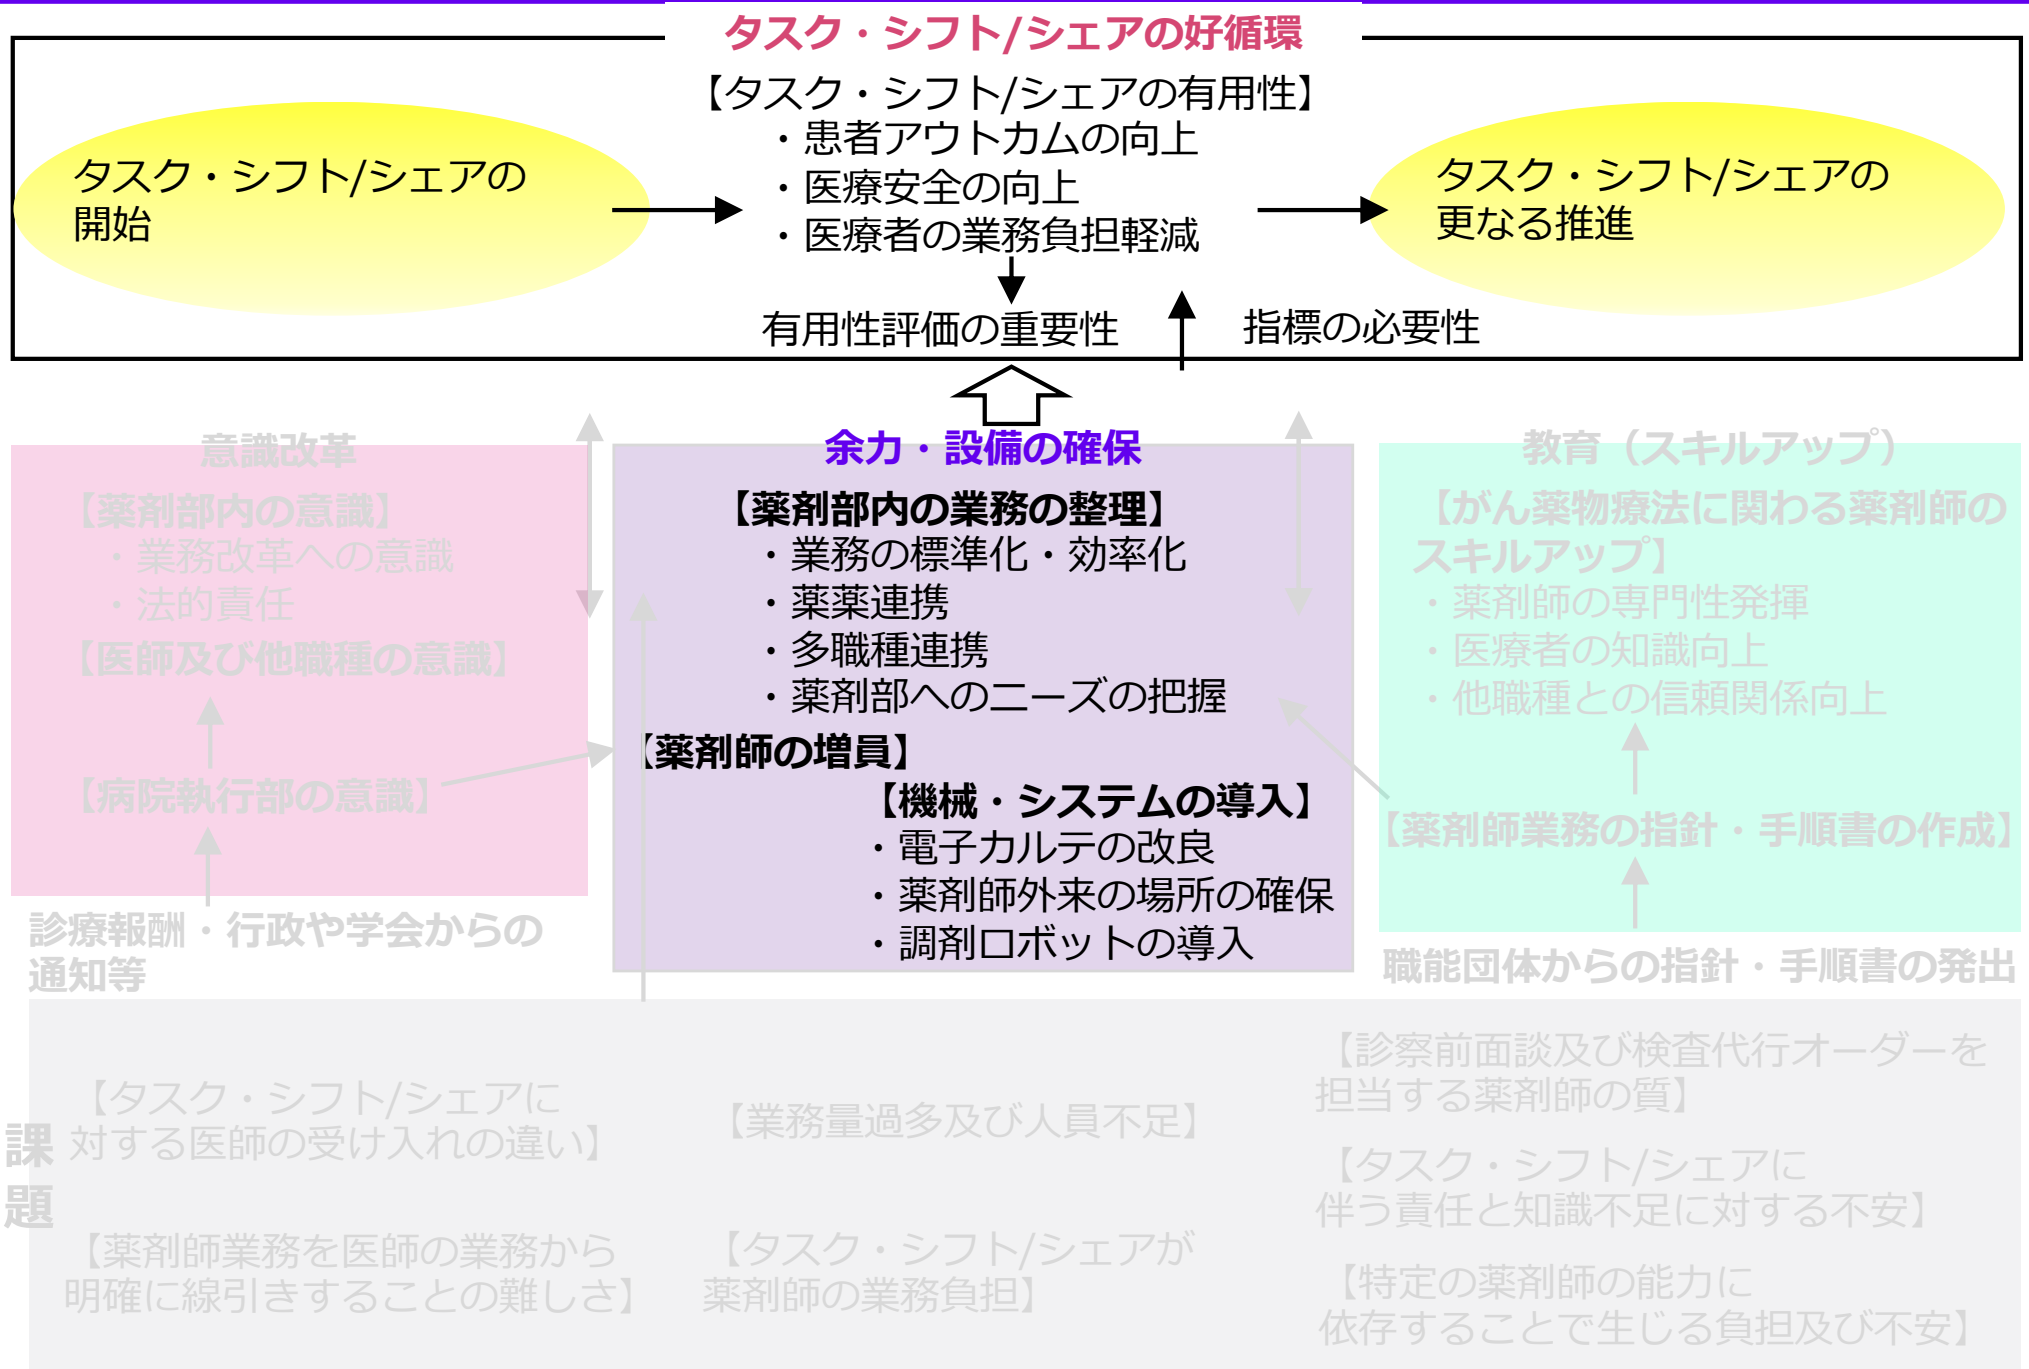 タスク・シフト/シェアの好循環
【タスク・シフト/シェアの有用性】
・患者アウトカムの向上
・医療安全の向上
・医療者の業務負担軽減
タスク・シフト/シェアの
開始
タスク・シフト/シェアの
更なる推進
有用性評価の重要性
指標の必要性
意識改革
【薬剤部内の意識】
・業務改革への意識
・法的責任
【医師及び他職種の意識】
【病院執行部の意識】
診療報酬・行政や学会からの
通知等
余力・設備の確保
【薬剤部内の業務の整理】
・業務の標準化・効率化
・薬薬連携
・多職種連携
・薬剤部へのニーズの把握
【薬剤師の増員】
【機械・システムの導入】
・電子カルテの改良
・薬剤師外来の場所の確保
・調剤ロボットの導入
教育（スキルアップ）
【がん薬物療法に関わる薬剤師の
スキルアップ】
・薬剤師の専門性発揮
・医療者の知識向上
・他職種との信頼関係向上
【薬剤師業務の指針・手順書の作成】
職能団体からの指針・手順書の発出
課
題
【タスク・シフト/シェアに
対する医師の受け入れの違い】
【薬剤師業務を医師の業務から
明確に線引きすることの難しさ】
【業務量過多及び人員不足】
【タスク・シフト/シェアが
薬剤師の業務負担】
【診察前面談及び検査代行オーダーを
担当する薬剤師の質】
【タスク・シフト/シェアに
伴う責任と知識不足に対する不安】
【特定の薬剤師の能力に
依存することで生じる負担及び不安】